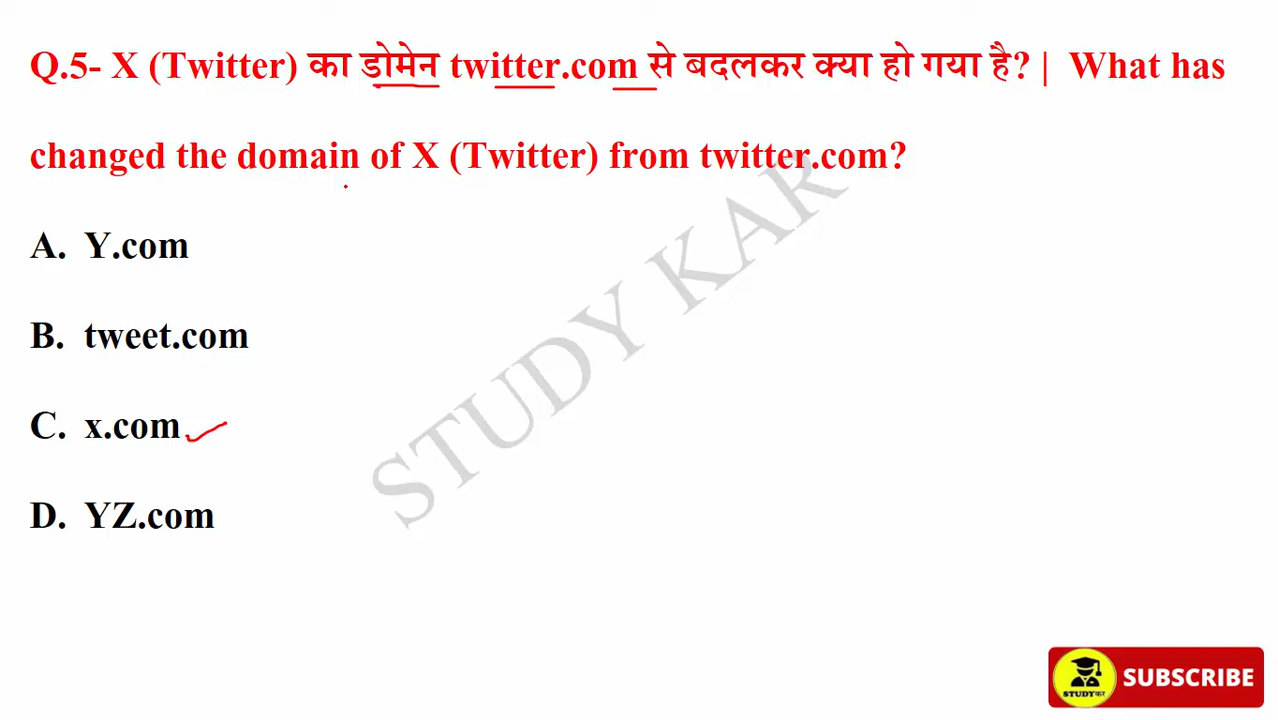 Q.5- X (Twitter) का डोमेन twitter.com से बदलकर क्या हो गया है? | What has
changed the domain of X (Twitter) from twitter.com?
A. Y.com
B. tweet.com
C. x.com
D. YZ.com
STUDY KAR
STUDYकर
SUBSCRIBE